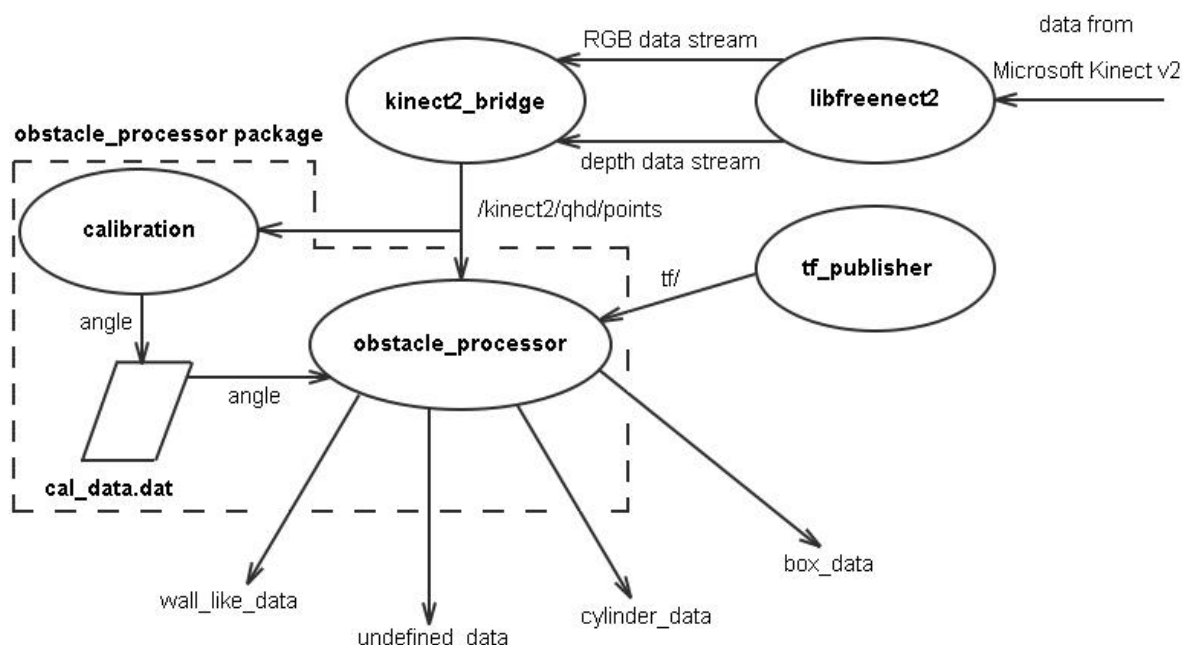 data from
RGB data stream
Microsoft Kinect v2
kinect2_bridge
libfreenect2
obstacle_processor package
depth data stream
/kinect2/qhd/points
calibration
tf_publisher
tf/
angle
obstacle_processor
angle
cal_data.dat
box_data
wall_like_data
cylinder_data
undefined_data